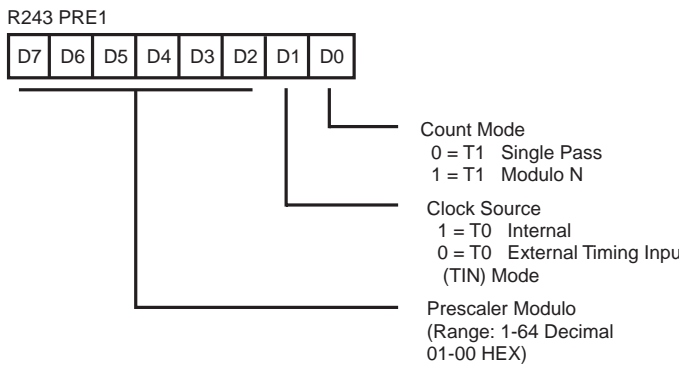 R243 PRE1
D7 D6 D5 D4 D3 D2 D1 D0
Count Mode
0 = T1 Single Pass
1 = T1 Modulo N
Clock Source
1 = T0 Internal
0 = T0 External Timing Inpu
(TIN) Mode
Prescaler Modulo
(Range: 1-64 Decimal
01-00 HEX)